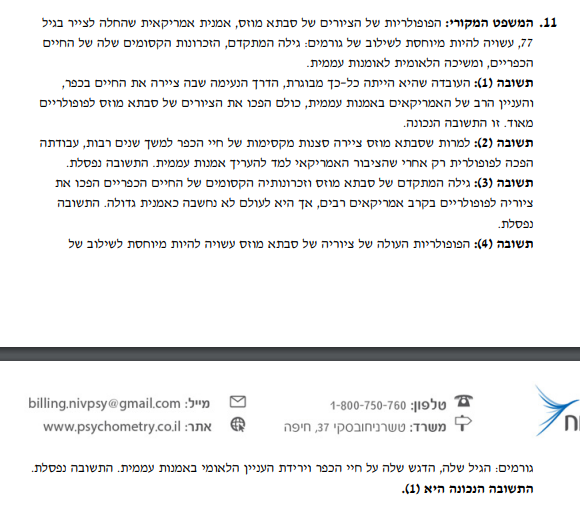 11. המשפט המקורי: הפופולריות של הציורים של סבתא מוזס, אמנית אמריקאית שהחלה לצייר בגיל
77, עשויה להיות מיוחסת לשילוב של גורמים: גילה המתקדם, הזכרונות הקסומים שלה של החיים
הכפריים, ומשיכה הלאומית לאומנות עממית.
תשובה (1): העובדה שהיא הייתה כל-כך מבוגרת, הדרך הנעימה שבה ציירה את החיים בכפר,
והעניין הרב של האמריקאים באמנות עממית, כולם הפכו את הציורים של סבתא מוזס לפופולריים
מאוד. זו התשובה הנכונה.
תשובה (2): למרות שסבתא מוזס ציירה סצנות מקסימות של חיי הכפר למשך שנים רבות, עבודתה
הפכה לפופולרית רק אחרי שהציבור האמריקאי למד להעריך אמנות עממית. התשובה נפסלת.
תשובה (3): גילה המתקדם של סבתא מוזס וזכרונותיה הקסומים של החיים הכפריים הפכו את
ציוריה לפופולריים בקרב אמריקאים רבים, אך היא לעולם לא נחשבה כאמנית גדולה. התשובה
נפסלת.
תשובה (4): הפופולריות העולה של ציוריה של סבתא מוזס עשויה להיות מיוחסת לשילוב של
טלפון: 1-800-750-760
מייל: billing.nivpsy@gmail.com
משרד: טשרניחובסקי 37, חיפה
אתר: www.psychometry.co.il
גורמים: הגיל שלה, הדגש שלה על חיי הכפר וירידת העניין הלאומי באמנות עממית. התשובה נפסלת.
התשובה הנכונה היא (1).